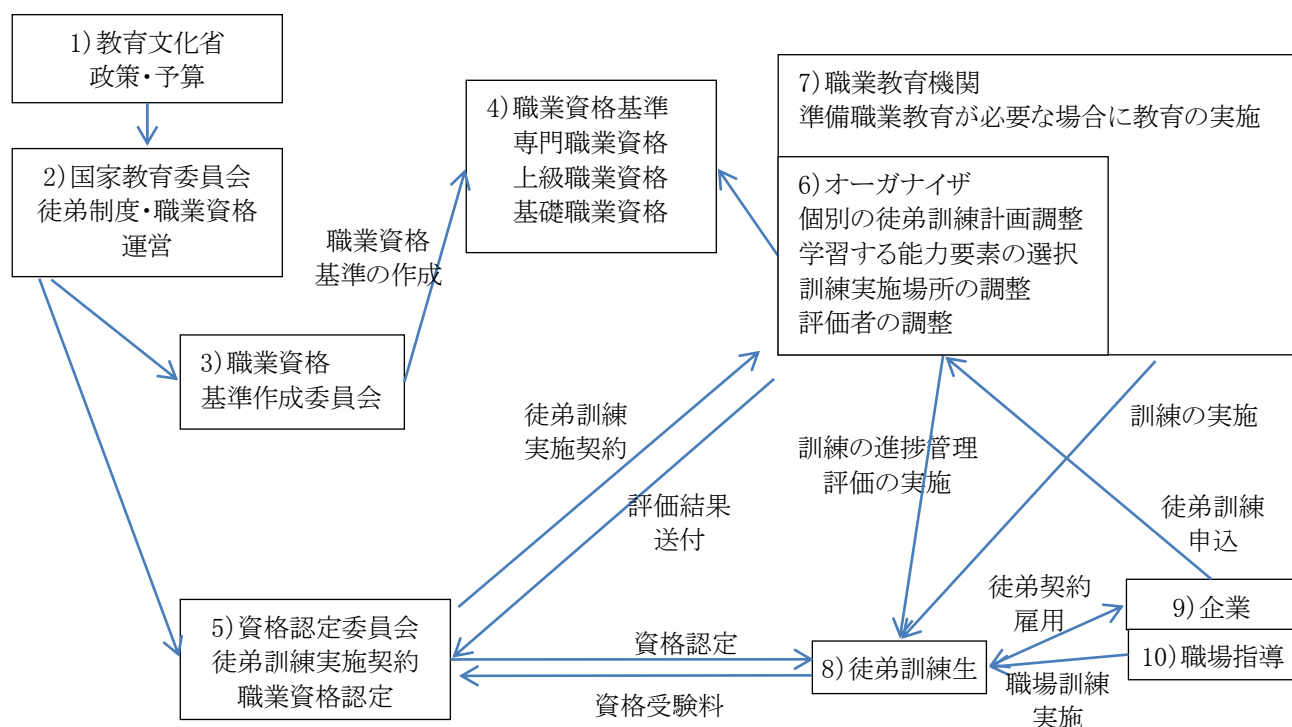 1）教育文化省
政策・予算
2）国家教育委員会
徒弟制度・職業資格
運営
3）職業資格
基準作成委員会
職業資格
基準の作成
4）職業資格基準
専門職業資格
上級職業資格
基礎職業資格
7）職業教育機関
準備職業教育が必要な場合に教育の実施
6）オーガナイザ
個別の徒弟訓練計画調整
学習する能力要素の選択
訓練実施場所の調整
評価者の調整
徒弟訓練
実施契約
評価結果
送付
訓練の進捗管理
評価の実施
訓練の実施
徒弟訓練
申込
5）資格認定委員会
徒弟訓練実施契約
職業資格認定
資格認定
資格受験料
8）徒弟訓練生
徒弟契約
雇用
9）企業
10）職場指導
職場訓練
実施